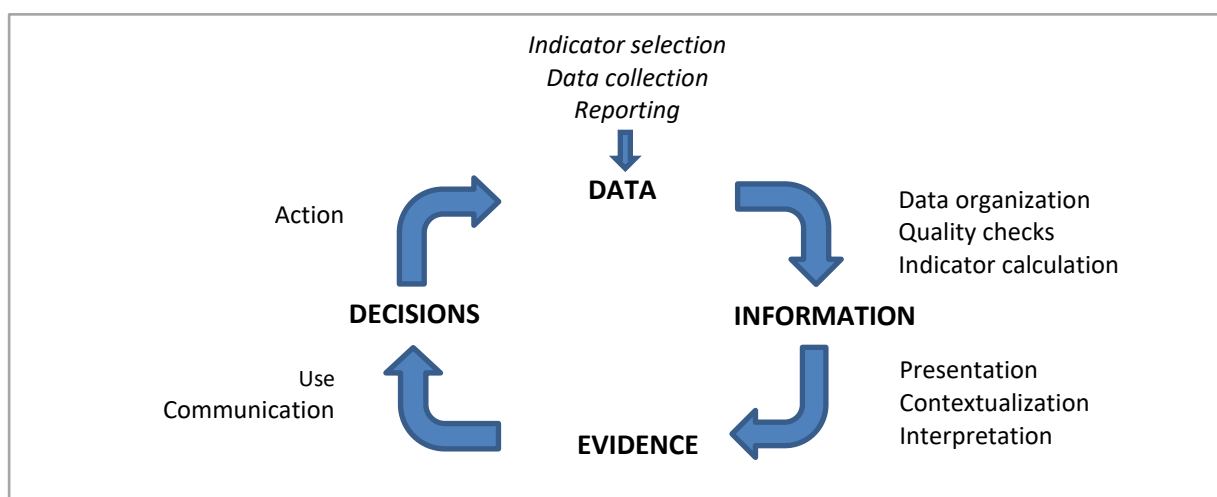 Indicator selection
Data collection
Reporting
DATA
Action
Data organization
Quality checks
Indicator calculation
DECISIONS
INFORMATION
Use
Communication
Presentation
Contextualization
Interpretation
EVIDENCE